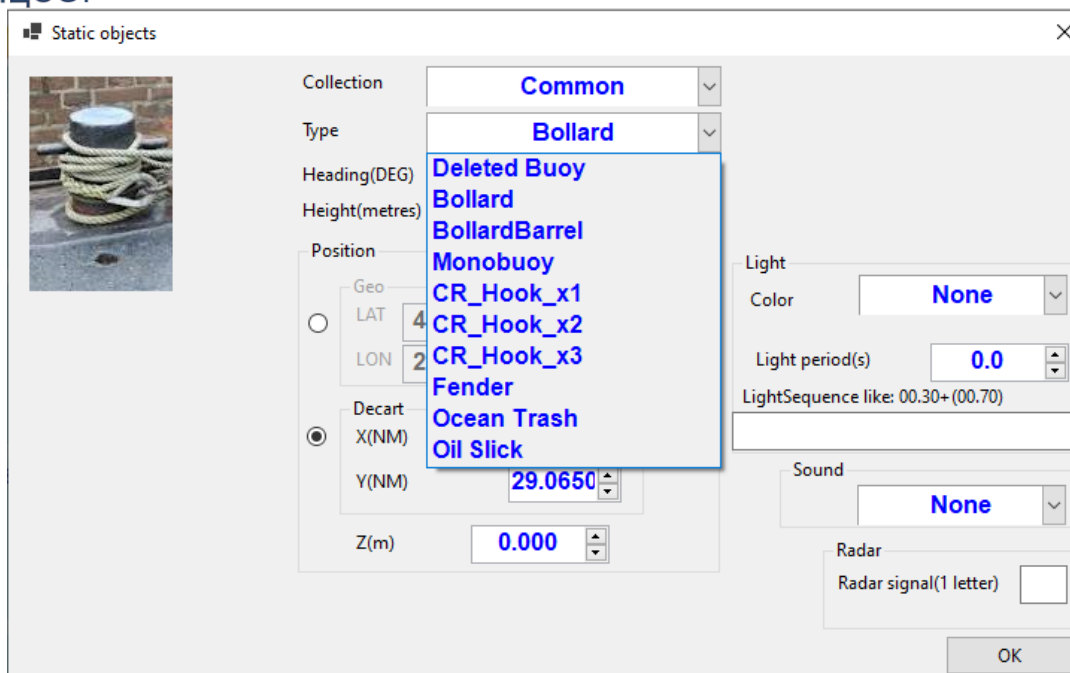 Static objects
Collection
Common
Type
Bollard
Heading(DEG)
Height(metres)
Deleted Buoy
Bollard
BollardBarrel
Monobuoy
CR_Hook_x1
CR_Hook_x2
CR_Hook_x3
Fender
Ocean Trash
Oil Slick
Position
Geo
LAT 4
LON 2
Decart
X(NM)
Y(NM) 29.0650
Z(m) 0.000
Light
Color None
Light period(s) 0.0
LightSequence like: 00.30+(00.70)
Sound
None
Radar
Radar signal(1 letter)
OK